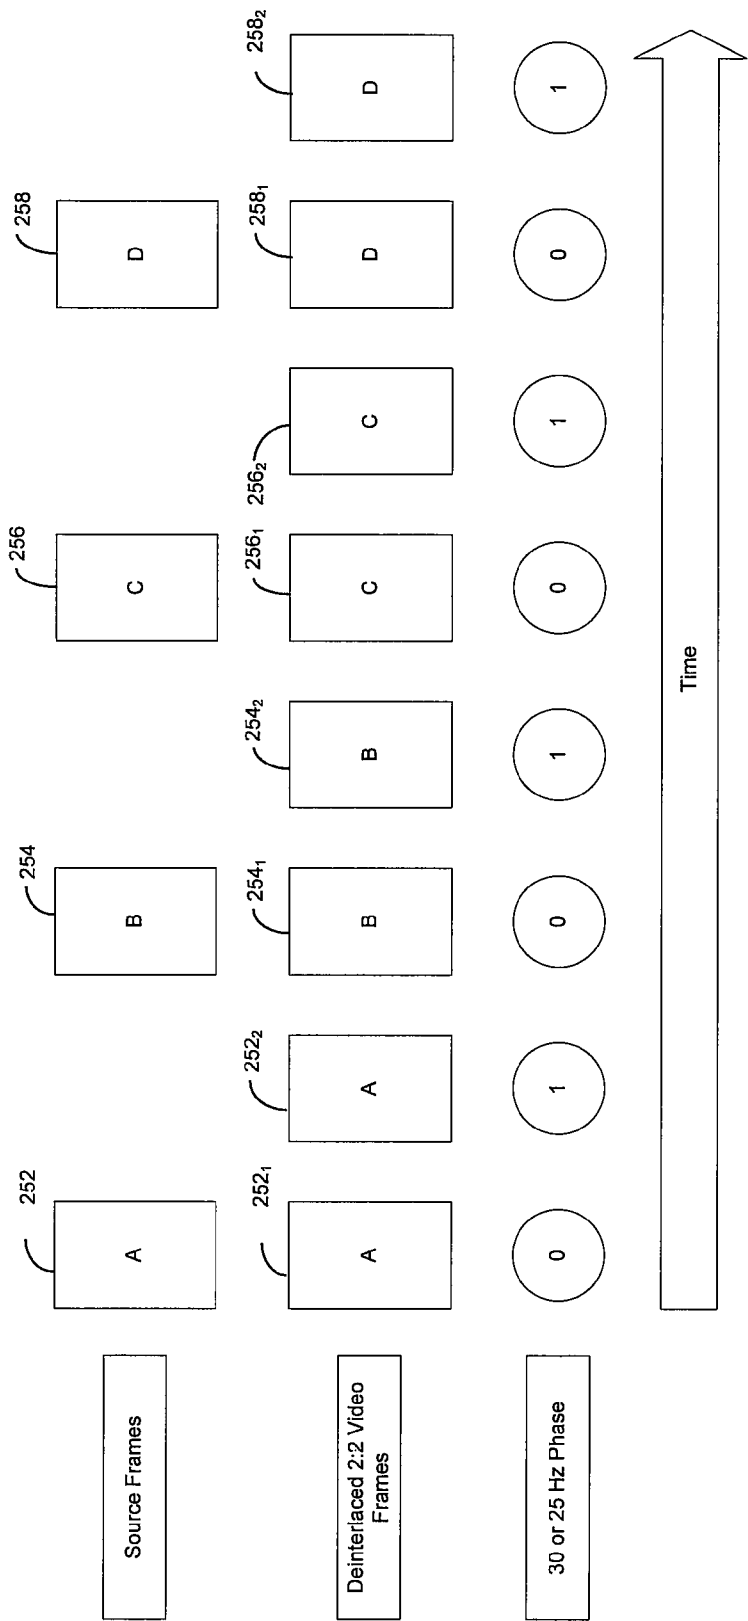 Source Frames
252
A
254
B
256
C
258
D
Deinterlaced 2:2 Video
Frames
252₁
A
252₂
A
254₁
B
254₂
B
256₁
C
256₂
C
258₁
D
258₂
D
30 or 25 Hz Phase
0
1
0
1
0
1
0
1
Time